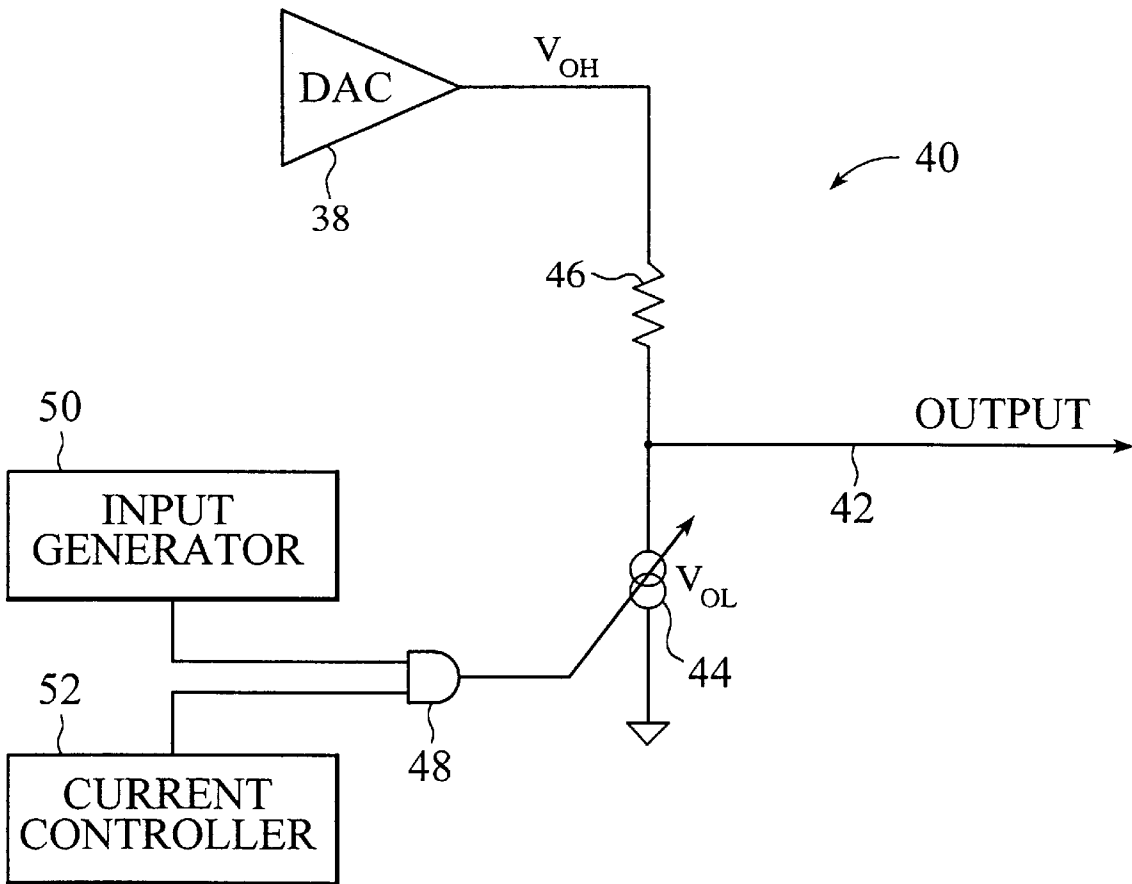 V_OH
DAC
38
40
46
OUTPUT
42
50
INPUT
GENERATOR
V_OL
44
48
52
CURRENT
CONTROLLER